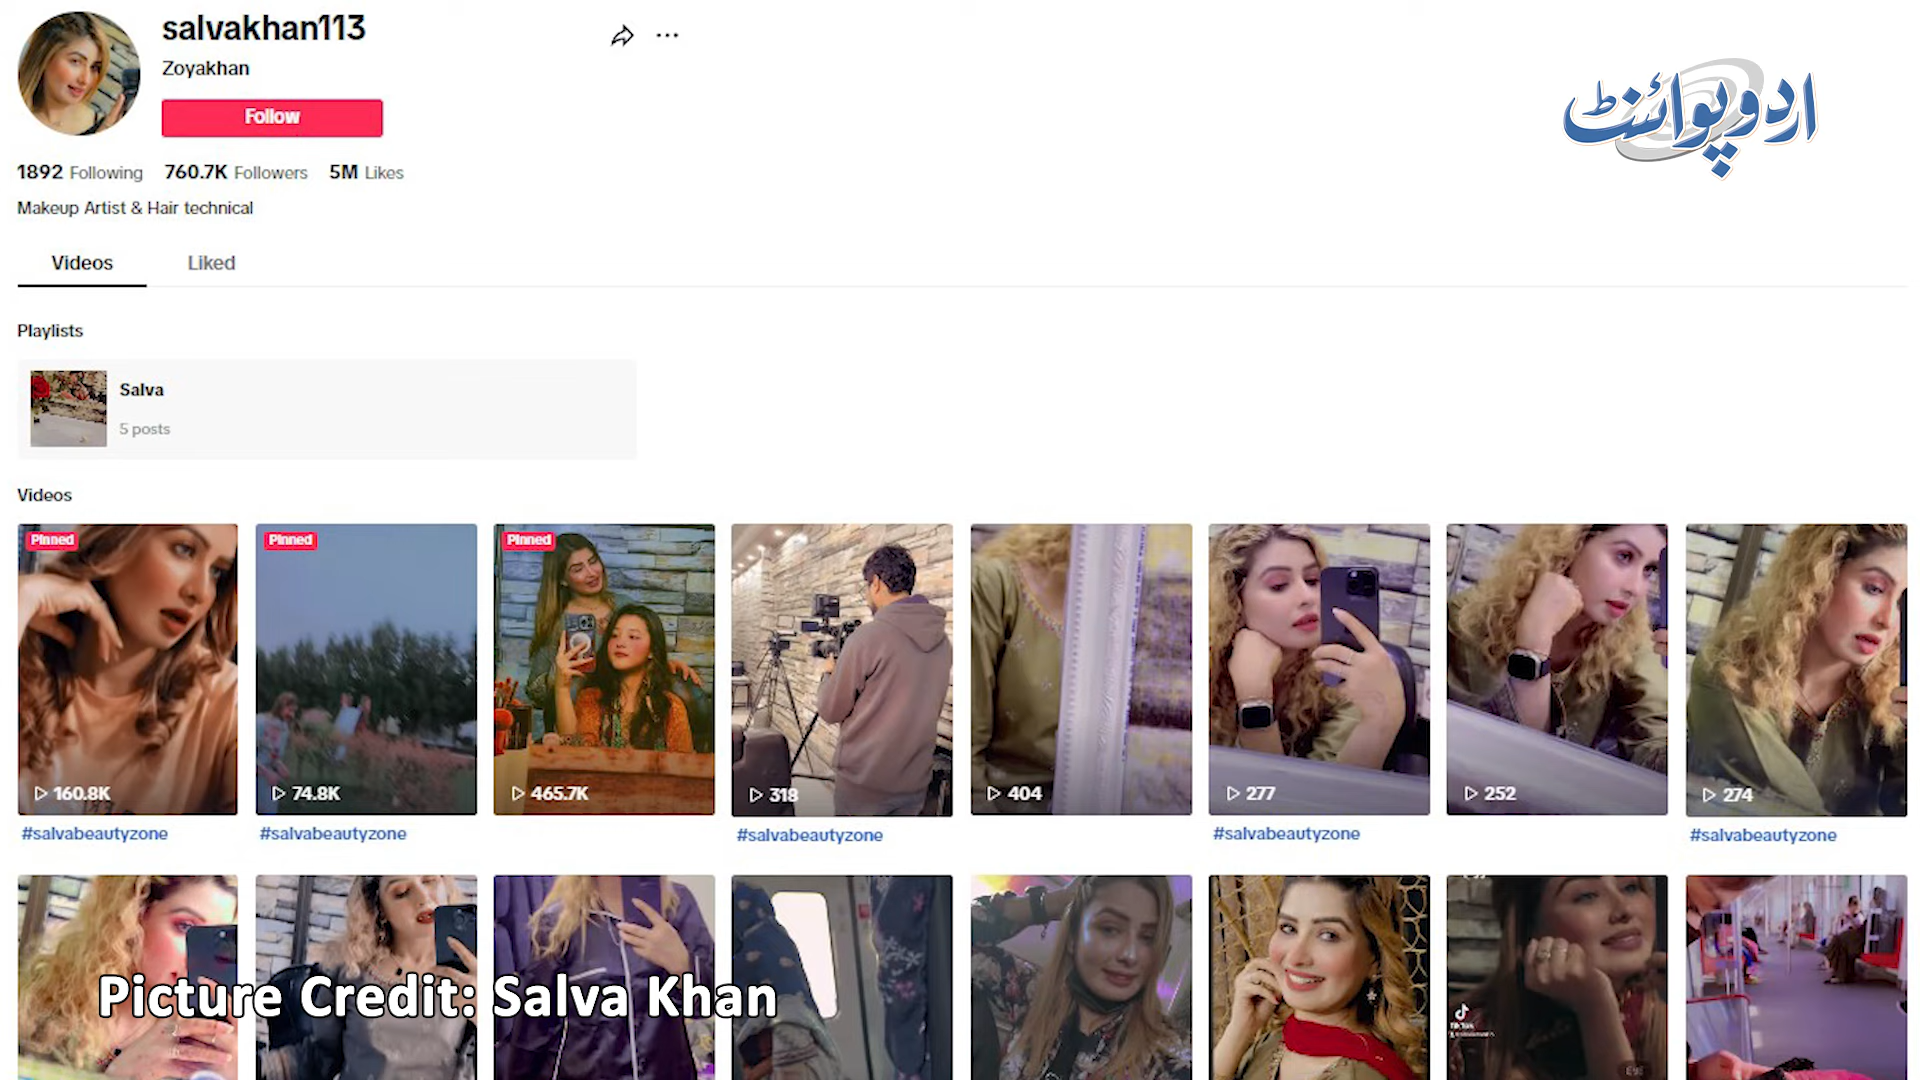 salvakhan113
Zoyakhan
Follow
اردوپوائنٹ
1892 Following 760.7K Followers 5M Likes
Makeup Artist & Hair technical
Videos Liked
Playlists
Salva
5 posts
Videos
Pinned Pinned Pinned
160.8K 74.8K 465.7K 318 404 277 252 274
#salvabeautyzone #salvabeautyzone #salvabeautyzone #salvabeautyzone #salvabeautyzone
Picture Credit: Salva Khan
TikTok